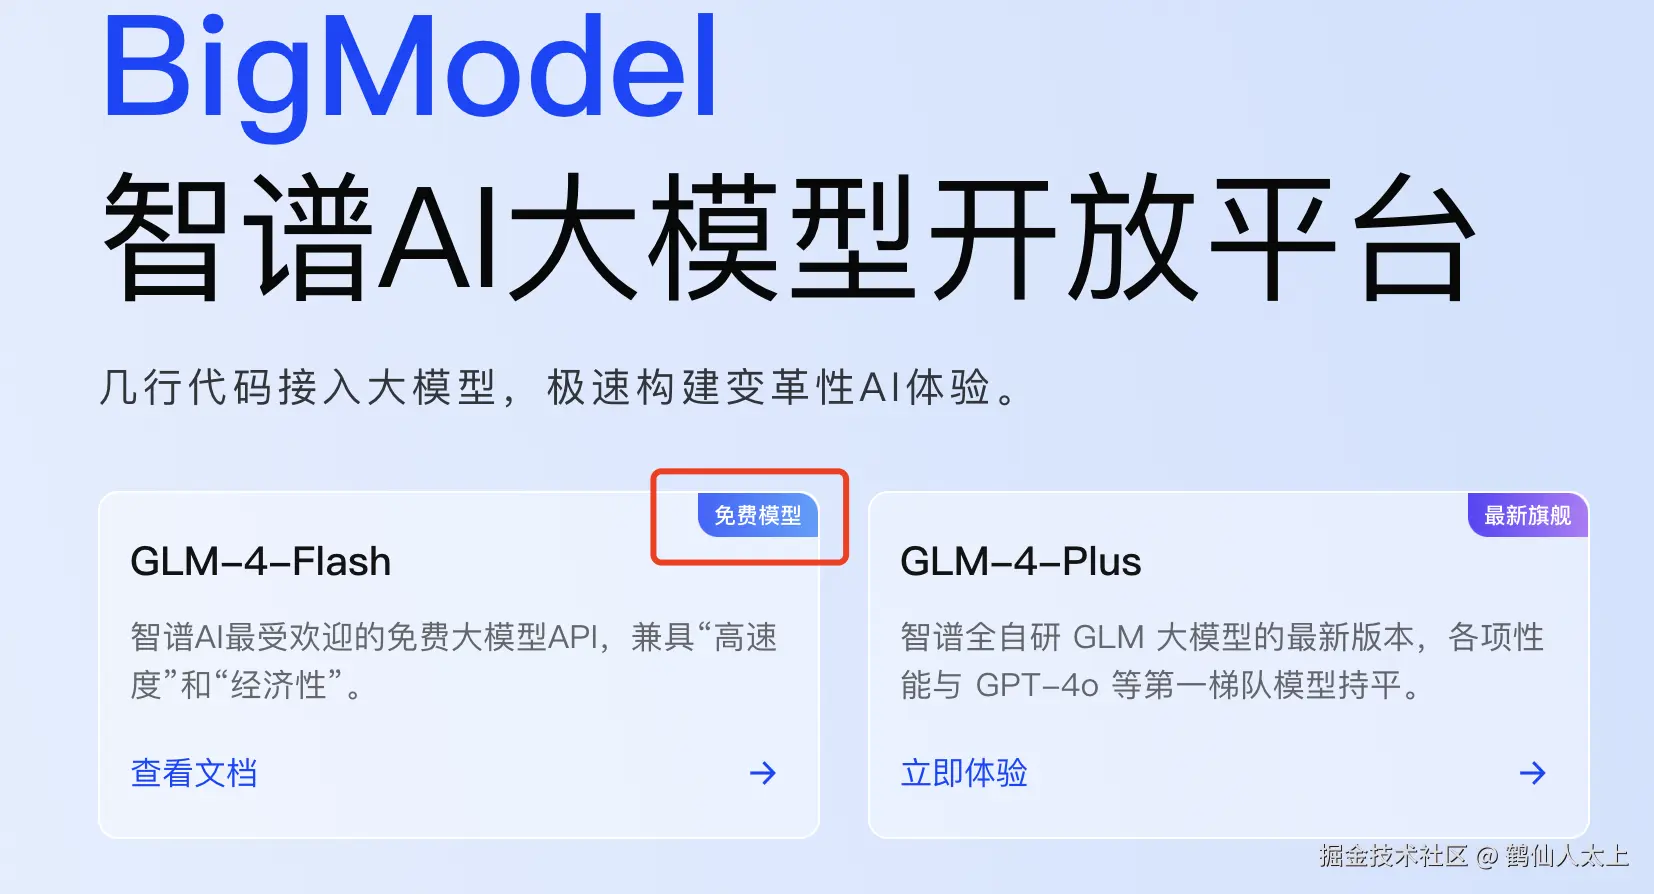 BigModel
智谱AI大模型开放平台
几行代码接入大模型，极速构建变革性AI体验。
免费模型
GLM-4-Flash
智谱AI最受欢迎的免费大模型API，兼具“高速
度”和“经济性”。
查看文档
最新旗舰
GLM-4-Plus
智谱全自研 GLM 大模型的最新版本，各项性
能与 GPT-4o 等第一梯队模型持平。
立即体验
掘金技术社区 @ 鹤仙人太上